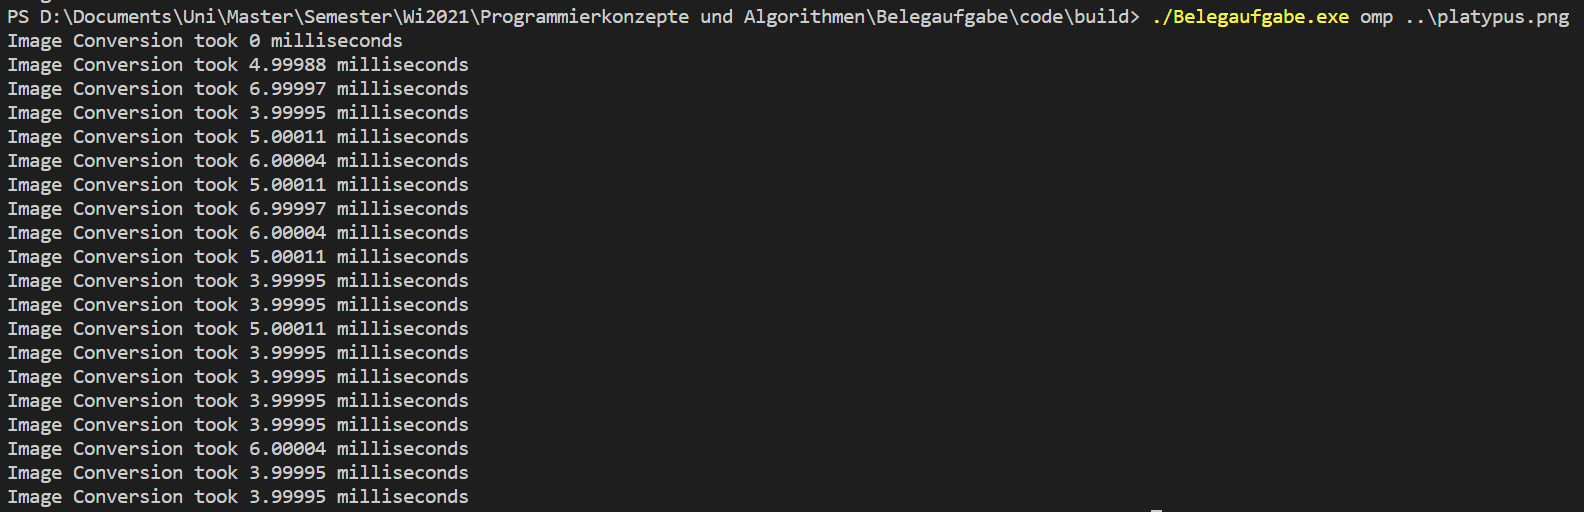 PS D:\Documents\Uni\Master\Semester\Wi2021\Programmierkonzepte und Algorithmen\Belegaufgabe\code\build> ./Belegaufgabe.exe omp ..\platypus.png
Image Conversion took 0 milliseconds
Image Conversion took 4.99988 milliseconds
Image Conversion took 6.99997 milliseconds
Image Conversion took 3.99995 milliseconds
Image Conversion took 5.00011 milliseconds
Image Conversion took 6.00004 milliseconds
Image Conversion took 5.00011 milliseconds
Image Conversion took 6.99997 milliseconds
Image Conversion took 6.00004 milliseconds
Image Conversion took 5.00011 milliseconds
Image Conversion took 3.99995 milliseconds
Image Conversion took 3.99995 milliseconds
Image Conversion took 5.00011 milliseconds
Image Conversion took 3.99995 milliseconds
Image Conversion took 3.99995 milliseconds
Image Conversion took 3.99995 milliseconds
Image Conversion took 3.99995 milliseconds
Image Conversion took 6.00004 milliseconds
Image Conversion took 3.99995 milliseconds
Image Conversion took 3.99995 milliseconds